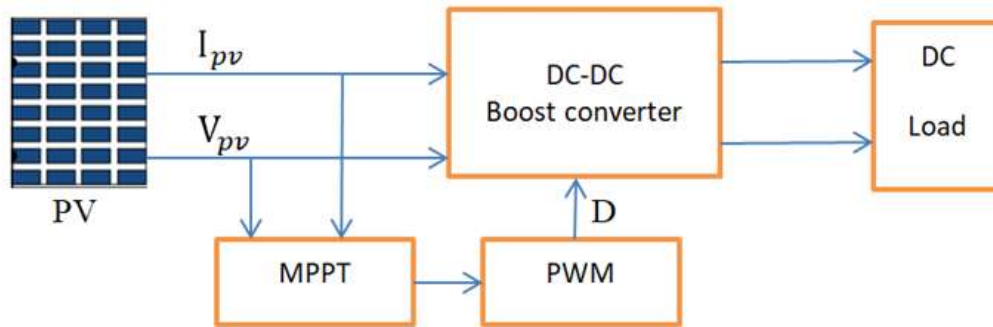 I_pv
DC-DC
Boost converter
DC
Load
V_pv
PV
D
MPPT
PWM